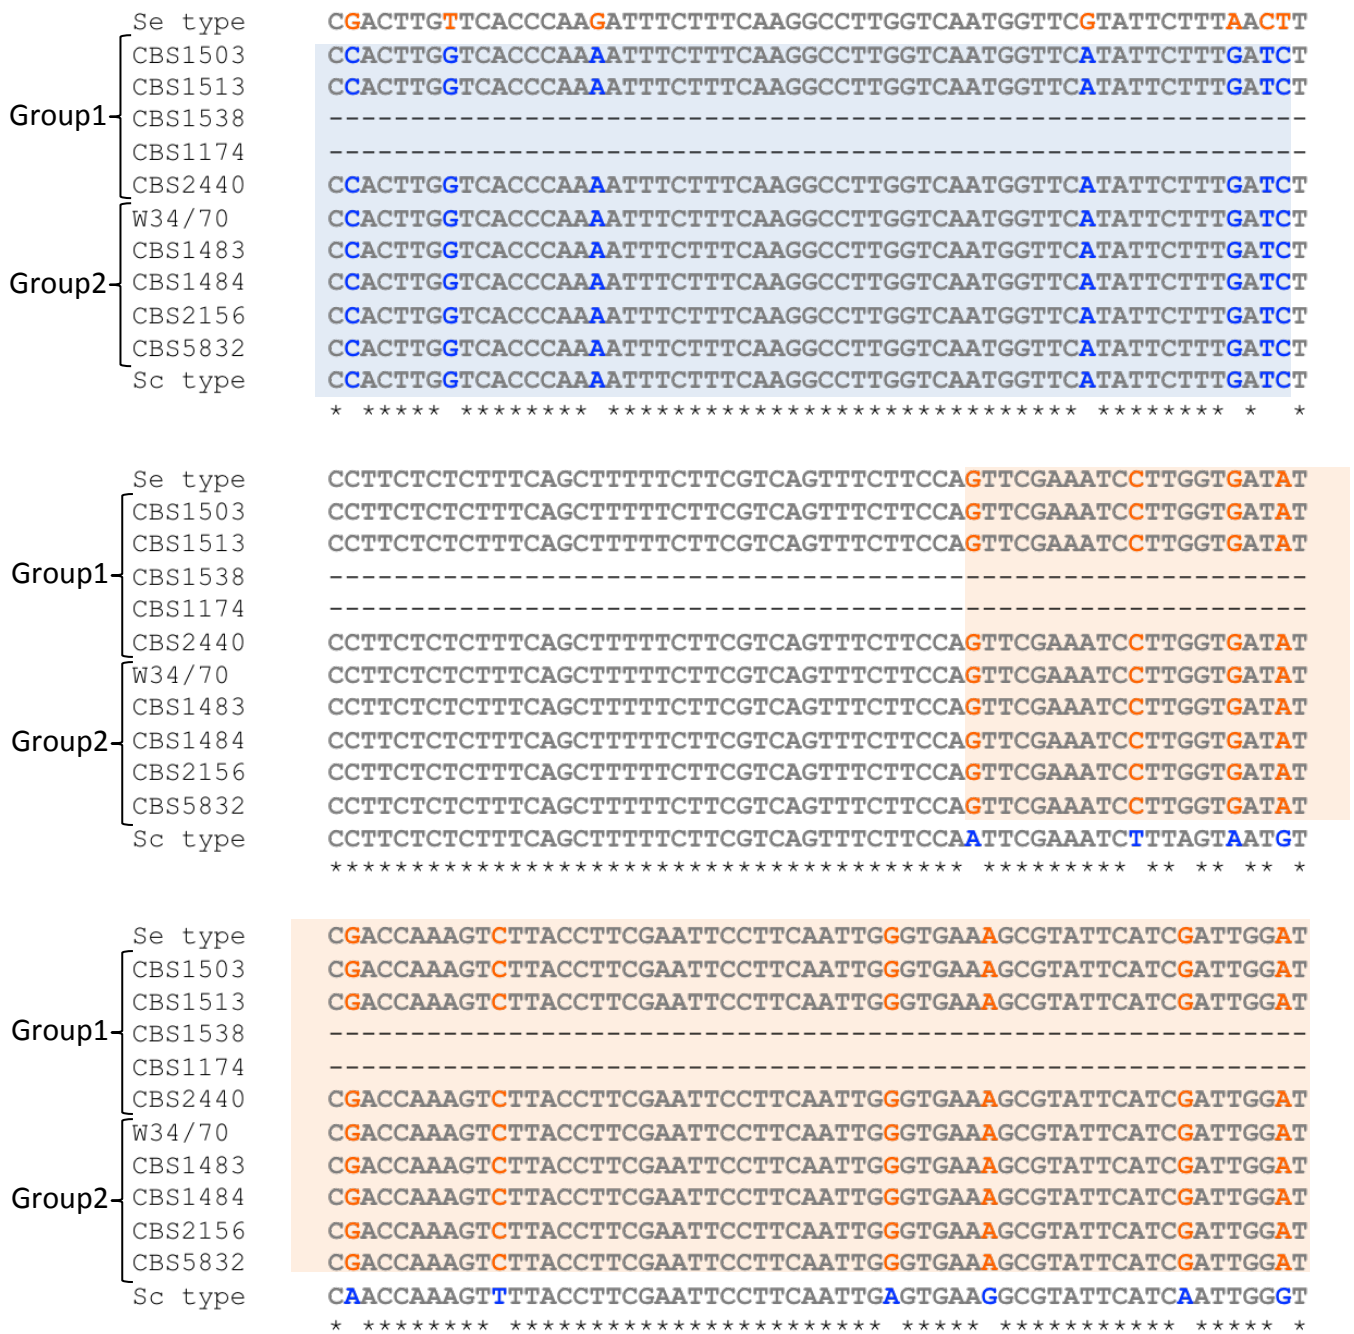 Se type CGACTTGTTCACCCAAGATTTCTTTCAAGGCCTTGGTCAATGGTTCGTATTCTTTAACTT
CBS1503 CCACTTGGTCACCCAAAATTTCTTTCAAGGCCTTGGTCAATGGTTCATATTCTTTGATCT
CBS1513 CCACTTGGTCACCCAAAATTTCTTTCAAGGCCTTGGTCAATGGTTCATATTCTTTGATCT
Group1
CBS1538 ------------------------------------------------------------
CBS1174 ------------------------------------------------------------
CBS2440 CCACTTGGTCACCCAAAATTTCTTTCAAGGCCTTGGTCAATGGTTCATATTCTTTGATCT
W34/70 CCACTTGGTCACCCAAAATTTCTTTCAAGGCCTTGGTCAATGGTTCATATTCTTTGATCT
CBS1483 CCACTTGGTCACCCAAAATTTCTTTCAAGGCCTTGGTCAATGGTTCATATTCTTTGATCT
Group2
CBS1484 CCACTTGGTCACCCAAAATTTCTTTCAAGGCCTTGGTCAATGGTTCATATTCTTTGATCT
CBS2156 CCACTTGGTCACCCAAAATTTCTTTCAAGGCCTTGGTCAATGGTTCATATTCTTTGATCT
CBS5832 CCACTTGGTCACCCAAAATTTCTTTCAAGGCCTTGGTCAATGGTTCATATTCTTTGATCT
Sc type CCACTTGGTCACCCAAAATTTCTTTCAAGGCCTTGGTCAATGGTTCATATTCTTTGATCT
* ***** ******** ***************************** ******** *  *
Se type CCTTCTCTCTTTCAGCTTTTTCTTCGTCAGTTTCTTCCAGTTCGAAATCCTTGGTGATAT
CBS1503 CCTTCTCTCTTTCAGCTTTTTCTTCGTCAGTTTCTTCCAGTTCGAAATCCTTGGTGATAT
CBS1513 CCTTCTCTCTTTCAGCTTTTTCTTCGTCAGTTTCTTCCAGTTCGAAATCCTTGGTGATAT
Group1
CBS1538 ------------------------------------------------------------
CBS1174 ------------------------------------------------------------
CBS2440 CCTTCTCTCTTTCAGCTTTTTCTTCGTCAGTTTCTTCCAGTTCGAAATCCTTGGTGATAT
W34/70 CCTTCTCTCTTTCAGCTTTTTCTTCGTCAGTTTCTTCCAGTTCGAAATCCTTGGTGATAT
CBS1483 CCTTCTCTCTTTCAGCTTTTTCTTCGTCAGTTTCTTCCAGTTCGAAATCCTTGGTGATAT
Group2
CBS1484 CCTTCTCTCTTTCAGCTTTTTCTTCGTCAGTTTCTTCCAGTTCGAAATCCTTGGTGATAT
CBS2156 CCTTCTCTCTTTCAGCTTTTTCTTCGTCAGTTTCTTCCAGTTCGAAATCCTTGGTGATAT
CBS5832 CCTTCTCTCTTTCAGCTTTTTCTTCGTCAGTTTCTTCCAGTTCGAAATCCTTGGTGATAT
Sc type CCTTCTCTCTTTCAGCTTTTTCTTCGTCAGTTTCTTCCAATTCGAAATCTTTAGTAATGT
*************************************** ********* ** ** ** *
Se type CGACCAAAGTCTTACCTTCGAATTCCTTCAATTGGGTGAAAGCGTATTCATCGATTGGAT
CBS1503 CGACCAAAGTCTTACCTTCGAATTCCTTCAATTGGGTGAAAGCGTATTCATCGATTGGAT
CBS1513 CGACCAAAGTCTTACCTTCGAATTCCTTCAATTGGGTGAAAGCGTATTCATCGATTGGAT
Group1
CBS1538 ------------------------------------------------------------
CBS1174 ------------------------------------------------------------
CBS2440 CGACCAAAGTCTTACCTTCGAATTCCTTCAATTGGGTGAAAGCGTATTCATCGATTGGAT
W34/70 CGACCAAAGTCTTACCTTCGAATTCCTTCAATTGGGTGAAAGCGTATTCATCGATTGGAT
CBS1483 CGACCAAAGTCTTACCTTCGAATTCCTTCAATTGGGTGAAAGCGTATTCATCGATTGGAT
Group2
CBS1484 CGACCAAAGTCTTACCTTCGAATTCCTTCAATTGGGTGAAAGCGTATTCATCGATTGGAT
CBS2156 CGACCAAAGTCTTACCTTCGAATTCCTTCAATTGGGTGAAAGCGTATTCATCGATTGGAT
CBS5832 CGACCAAAGTCTTACCTTCGAATTCCTTCAATTGGGTGAAAGCGTATTCATCGATTGGAT
Sc type CAACCAAAGTTTTACCTTCGAATTCCTTCAATTGAGTGAAGGCGTATTCATCAATTGGGT
* ******** *********************** ***** *********** ***** *